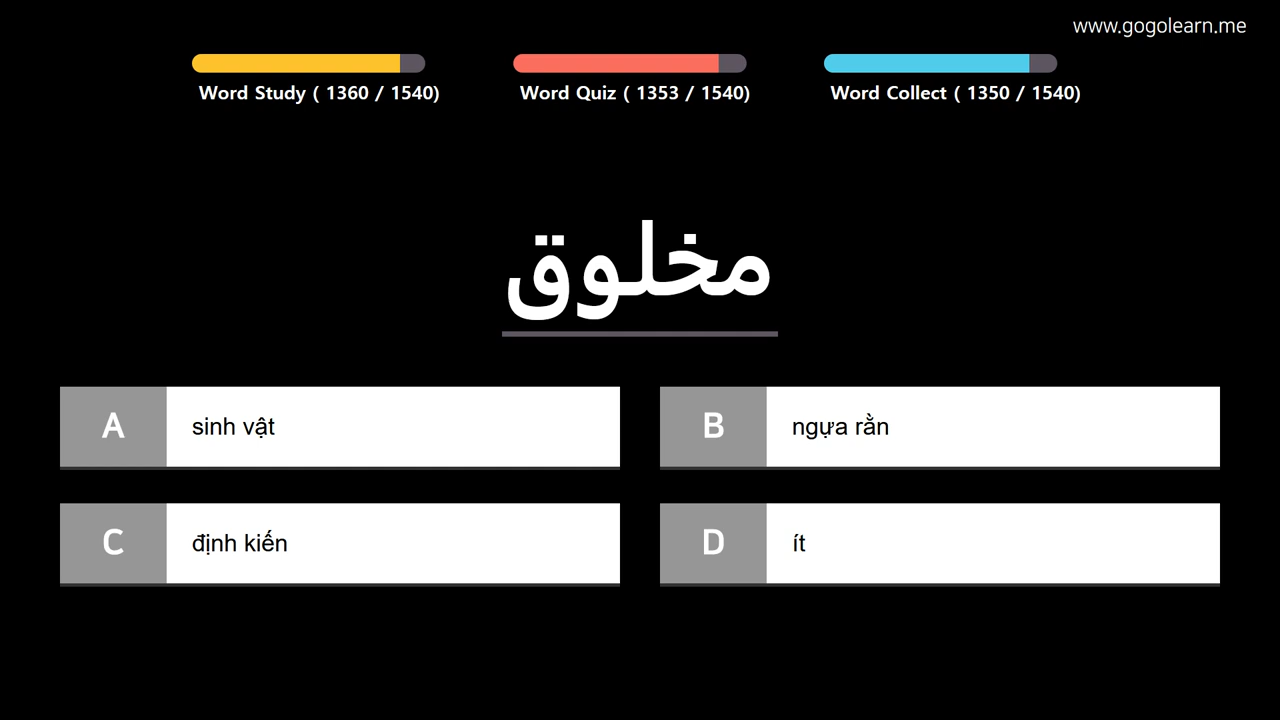 www.gogolearn.me
Word Study ( 1360 / 1540)
Word Quiz ( 1353 / 1540)
Word Collect ( 1350 / 1540)
مخلوق
A sinh vật
B ngựa rằn
C định kiến
D ít